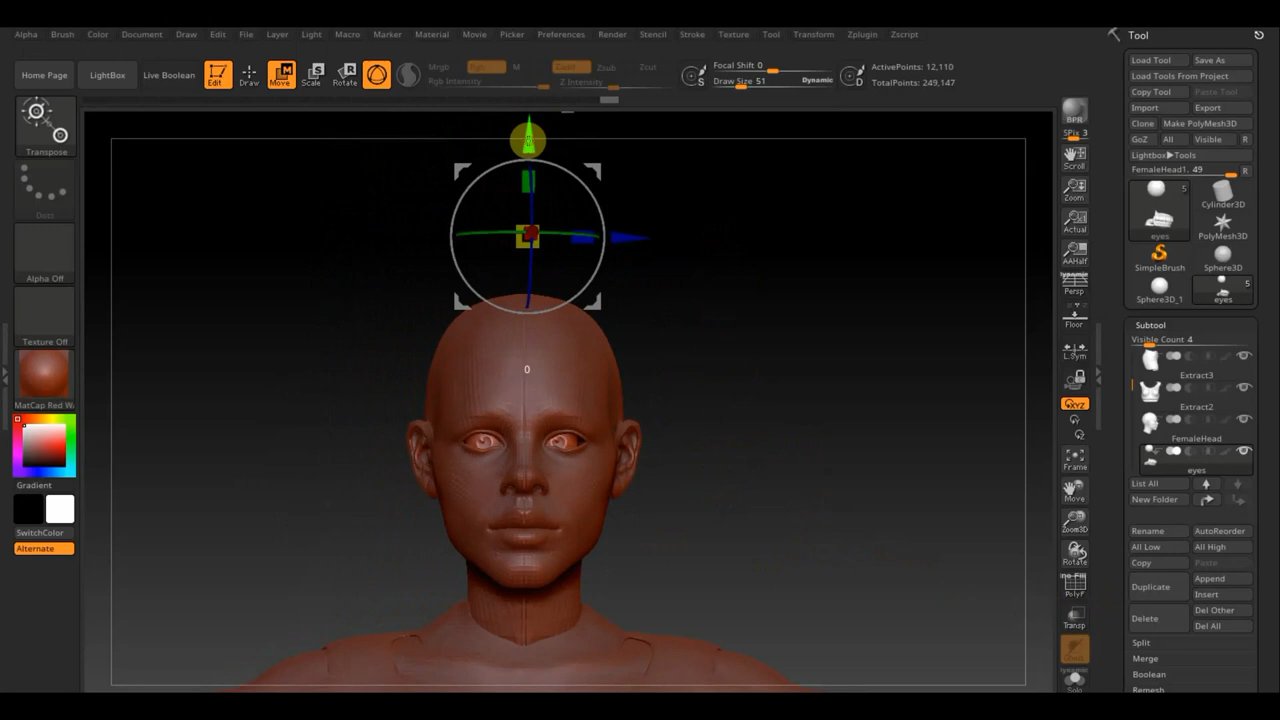 Tool
Alpha Brush Color Document Draw Edit File Layer Light Macro Marker Material Movie Picker Preferences Render Stencil Stroke Texture Tool Transform Zplugin Zscript
Home Page LightBox Live Boolean Edit Draw Move Scale Rotate
Mrgb Rgb M Zadd Zsub Zcut
Rgb Intensity Z Intensity
Focal Shift 0
Draw Size 51 Dynamic
S D
ActivePoints: 12,110
TotalPoints: 249,147
Transpose
Dots
Alpha Off
Texture Off
MatCap Red W
Gradient
SwitchColor
Alternate
0
BPR
SPix 3
Scroll
Zoom
Actual
AAHalf
Dynamic
Persp
Floor
L.Sym
XYZ
Y
Z
Frame
Move
Zoom3D
Rotate
Line Fill
PolyF
Transp
Ghost
Dynamic
Solo
Load Tool Save As
Load Tools From Project
Copy Tool Paste Tool
Import Export
Clone Make PolyMesh3D
GoZ All Visible R
Lightbox▶Tools
FemaleHead1. 49 R
5
eyes Cylinder3D
PolyMesh3D
SimpleBrush Sphere3D
5
Sphere3D_1 eyes
Subtool
Visible Count 4
Extract3
Extract2
FemaleHead
eyes
List All
New Folder
Rename AutoReorder
All Low All High
Copy Paste
Duplicate Append
Insert
Delete Del Other
Del All
Split
Merge
Boolean
Remesh